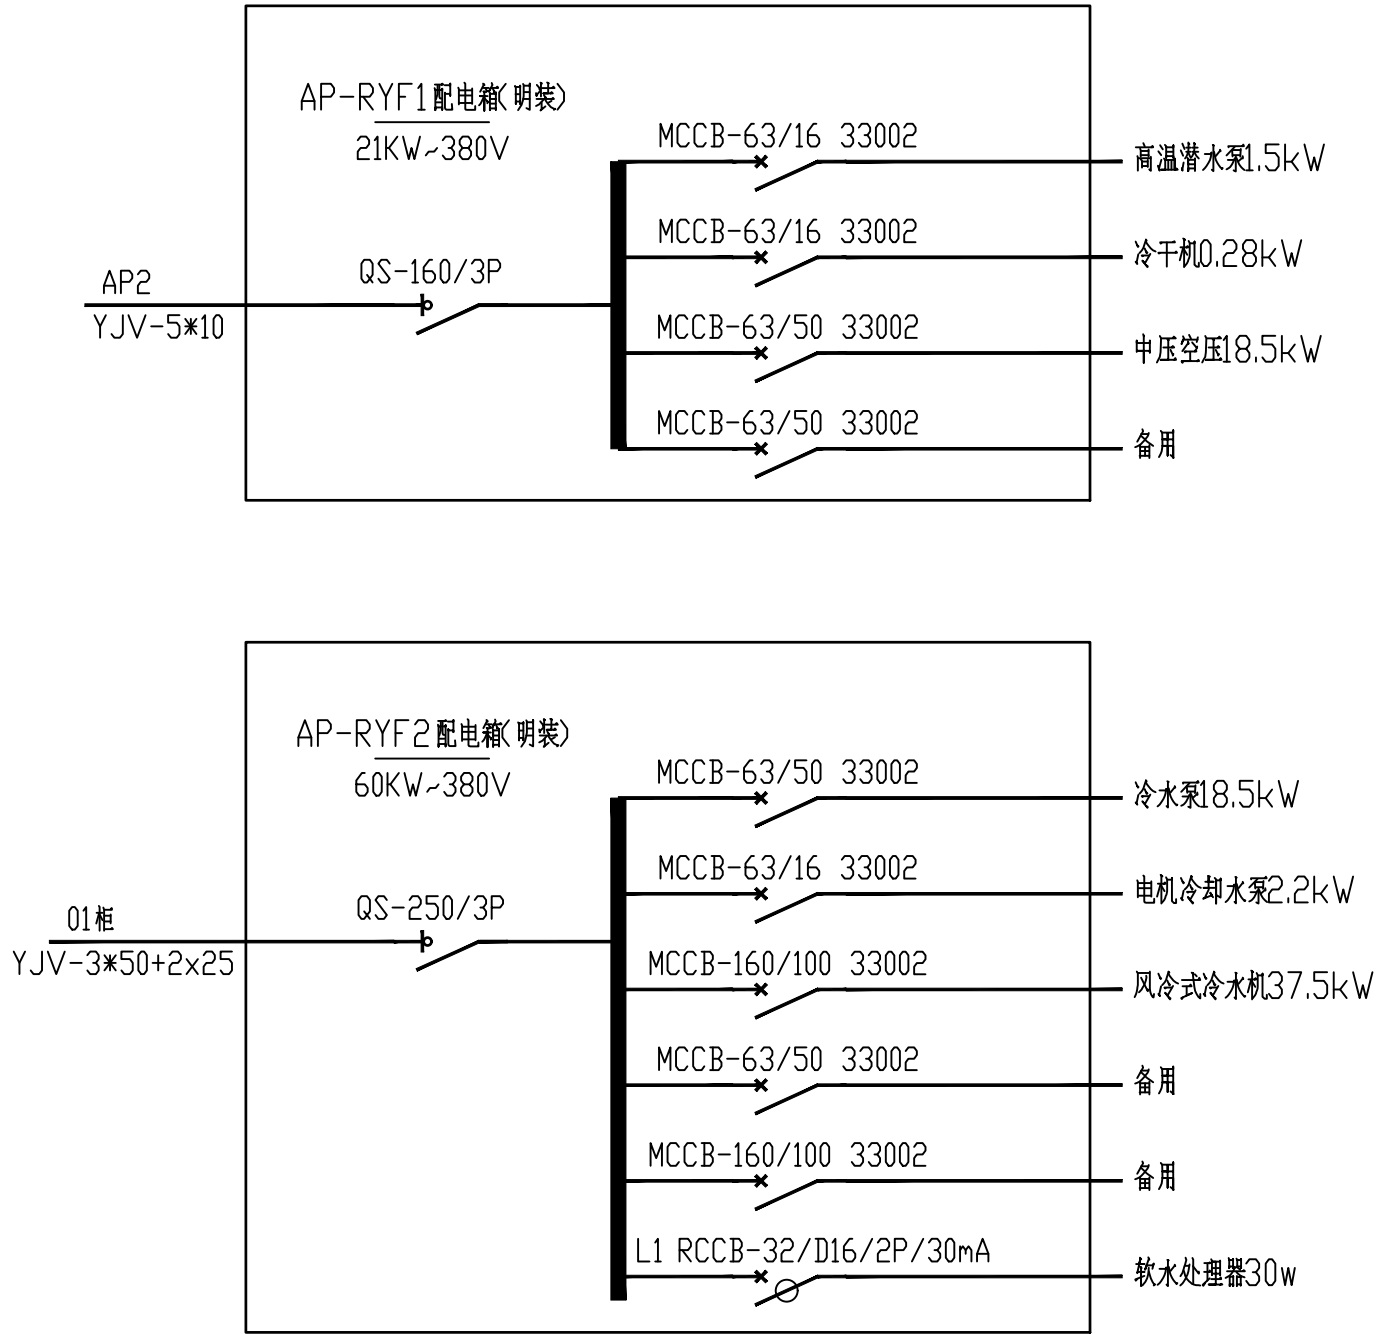 AP-RYF1配电箱(明装)
21KW~380V
MCCB-63/16 33002
高温潜水泵1.5kW
MCCB-63/16 33002
冷干机0.28kW
AP2
QS-160/3P
YJV-5*10
MCCB-63/50 33002
中压空压18.5kW
MCCB-63/50 33002
备用
AP-RYF2配电箱(明装)
60KW~380V
MCCB-63/50 33002
冷水泵18.5kW
MCCB-63/16 33002
电机冷却水泵2.2kW
01柜
QS-250/3P
YJV-3*50+2x25
MCCB-160/100 33002
风冷式冷水机37.5kW
MCCB-63/50 33002
备用
MCCB-160/100 33002
备用
L1 RCCB-32/D16/2P/30mA
软水处理器30w